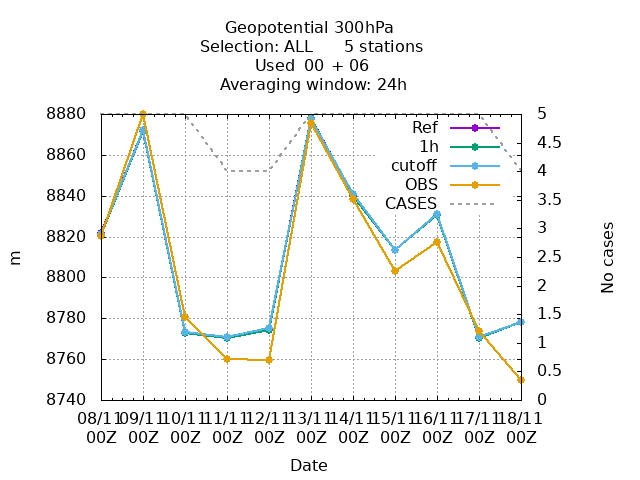 Geopotential 300hPa
Selection: ALL      5 stations
Used  00 + 06
Averaging window: 24h
8880
8860
8840
8820
8800
8780
8760
8740
m
5
4.5
4
3.5
3
2.5
2
1.5
1
0.5
0
No cases
Ref
1h
cutoff
OBS
CASES
08/11 09/11 10/11 11/11 12/11 13/11 14/11 15/11 16/11 17/11 18/11
00Z 00Z 00Z 00Z 00Z 00Z 00Z 00Z 00Z 00Z 00Z
Date